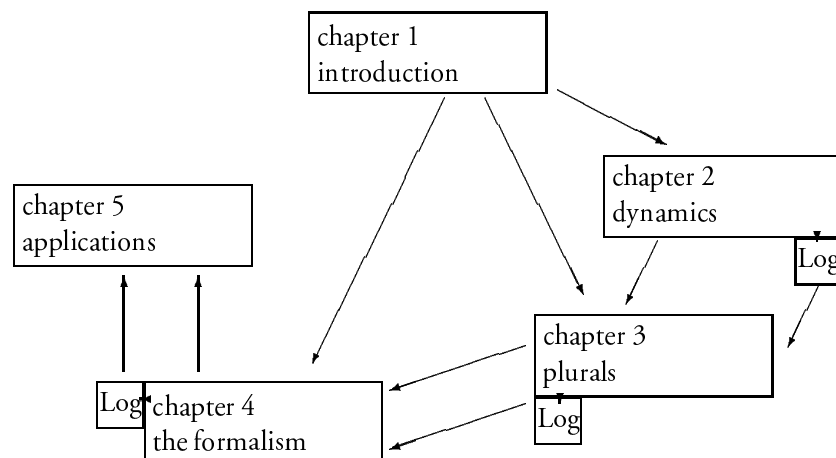 chapter 1
introduction
chapter 2
dynamics
chapter 5
applications
Log
chapter 3
plurals
Log
chapter 4
the formalism
Log